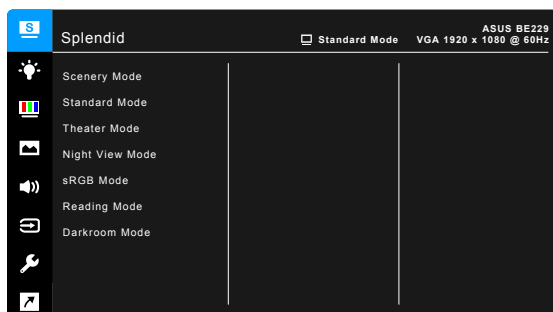 S
Splendid
Standard Mode
ASUS BE229
VGA 1920 x 1080 @ 60Hz
Scenery Mode
Standard Mode
Theater Mode
Night View Mode
sRGB Mode
Reading Mode
Darkroom Mode